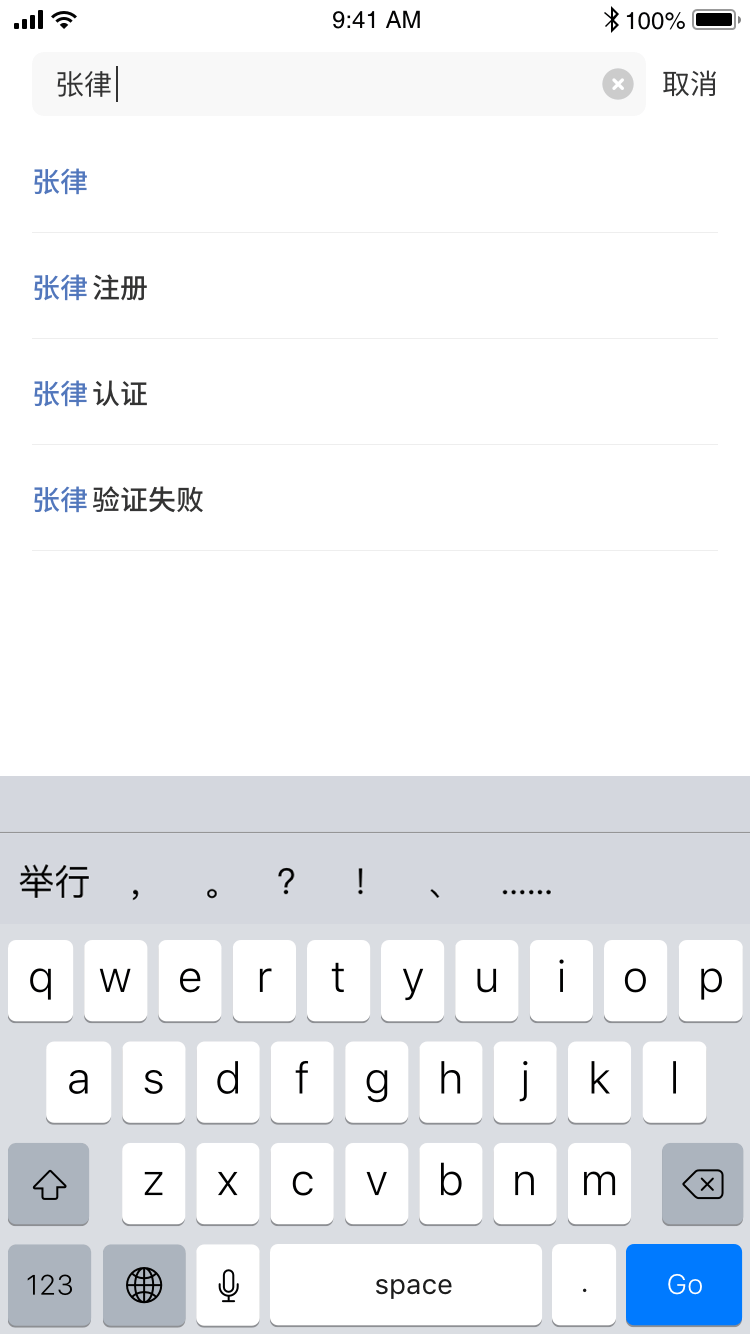 9:41 AM 100%
张律 取消
张律
张律 注册
张律 认证
张律 验证失败
举行 ， 。 ? ! 、 ......
q w e r t y u i o p
a s d f g h j k l
z x c v b n m
123 space . Go